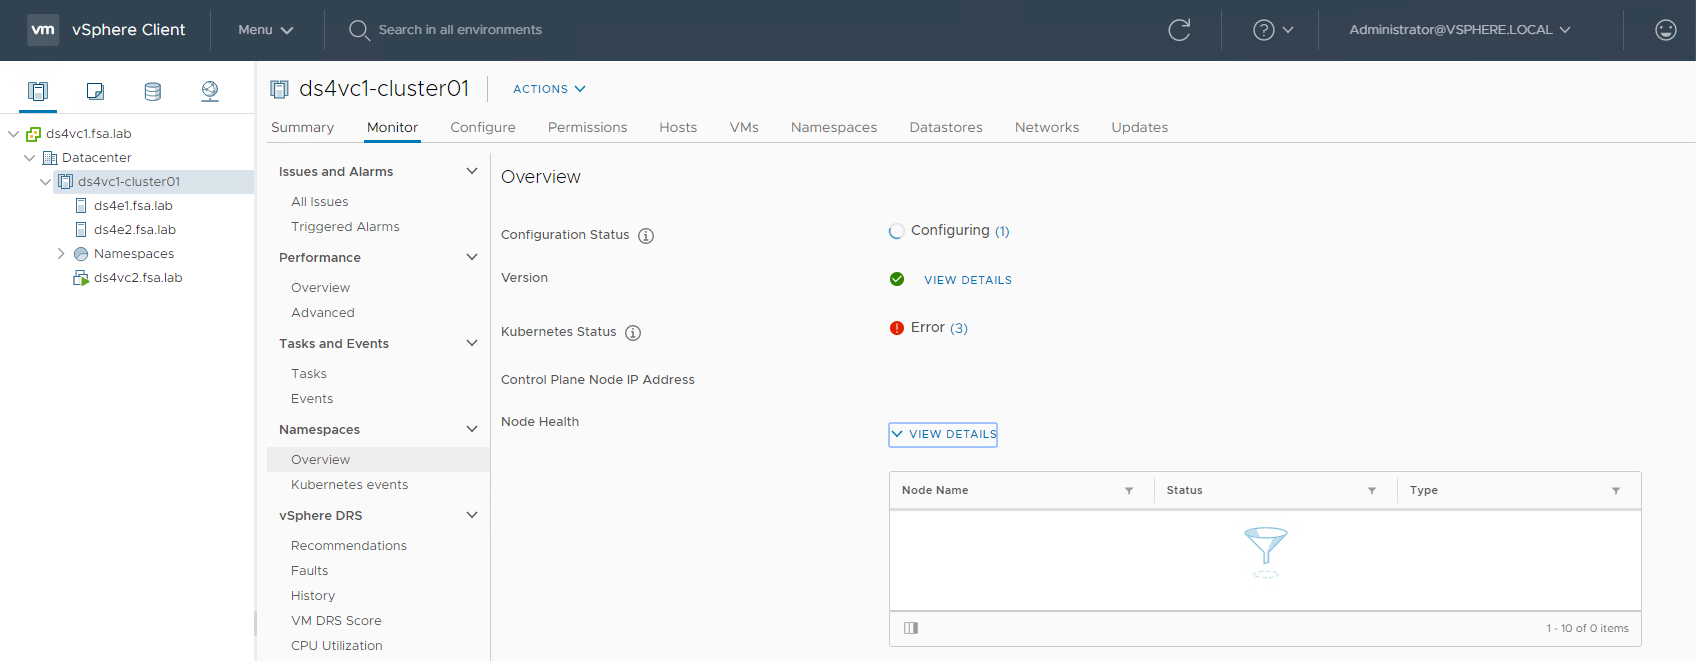 vm vSphere Client Menu Search in all environments Administrator@VSPHERE.LOCAL
ds4vc1.fsa.lab
Datacenter
ds4vc1-cluster01
ds4e1.fsa.lab
ds4e2.fsa.lab
Namespaces
ds4vc2.fsa.lab
ds4vc1-cluster01 ACTIONS
Summary Monitor Configure Permissions Hosts VMs Namespaces Datastores Networks Updates
Issues and Alarms
All Issues
Triggered Alarms
Performance
Overview
Advanced
Tasks and Events
Tasks
Events
Namespaces
Overview
Kubernetes events
vSphere DRS
Recommendations
Faults
History
VM DRS Score
CPU Utilization
Overview
Configuration Status Configuring (1)
Version VIEW DETAILS
Kubernetes Status Error (3)
Control Plane Node IP Address
Node Health VIEW DETAILS
Node Name Status Type
1 - 10 of 0 items